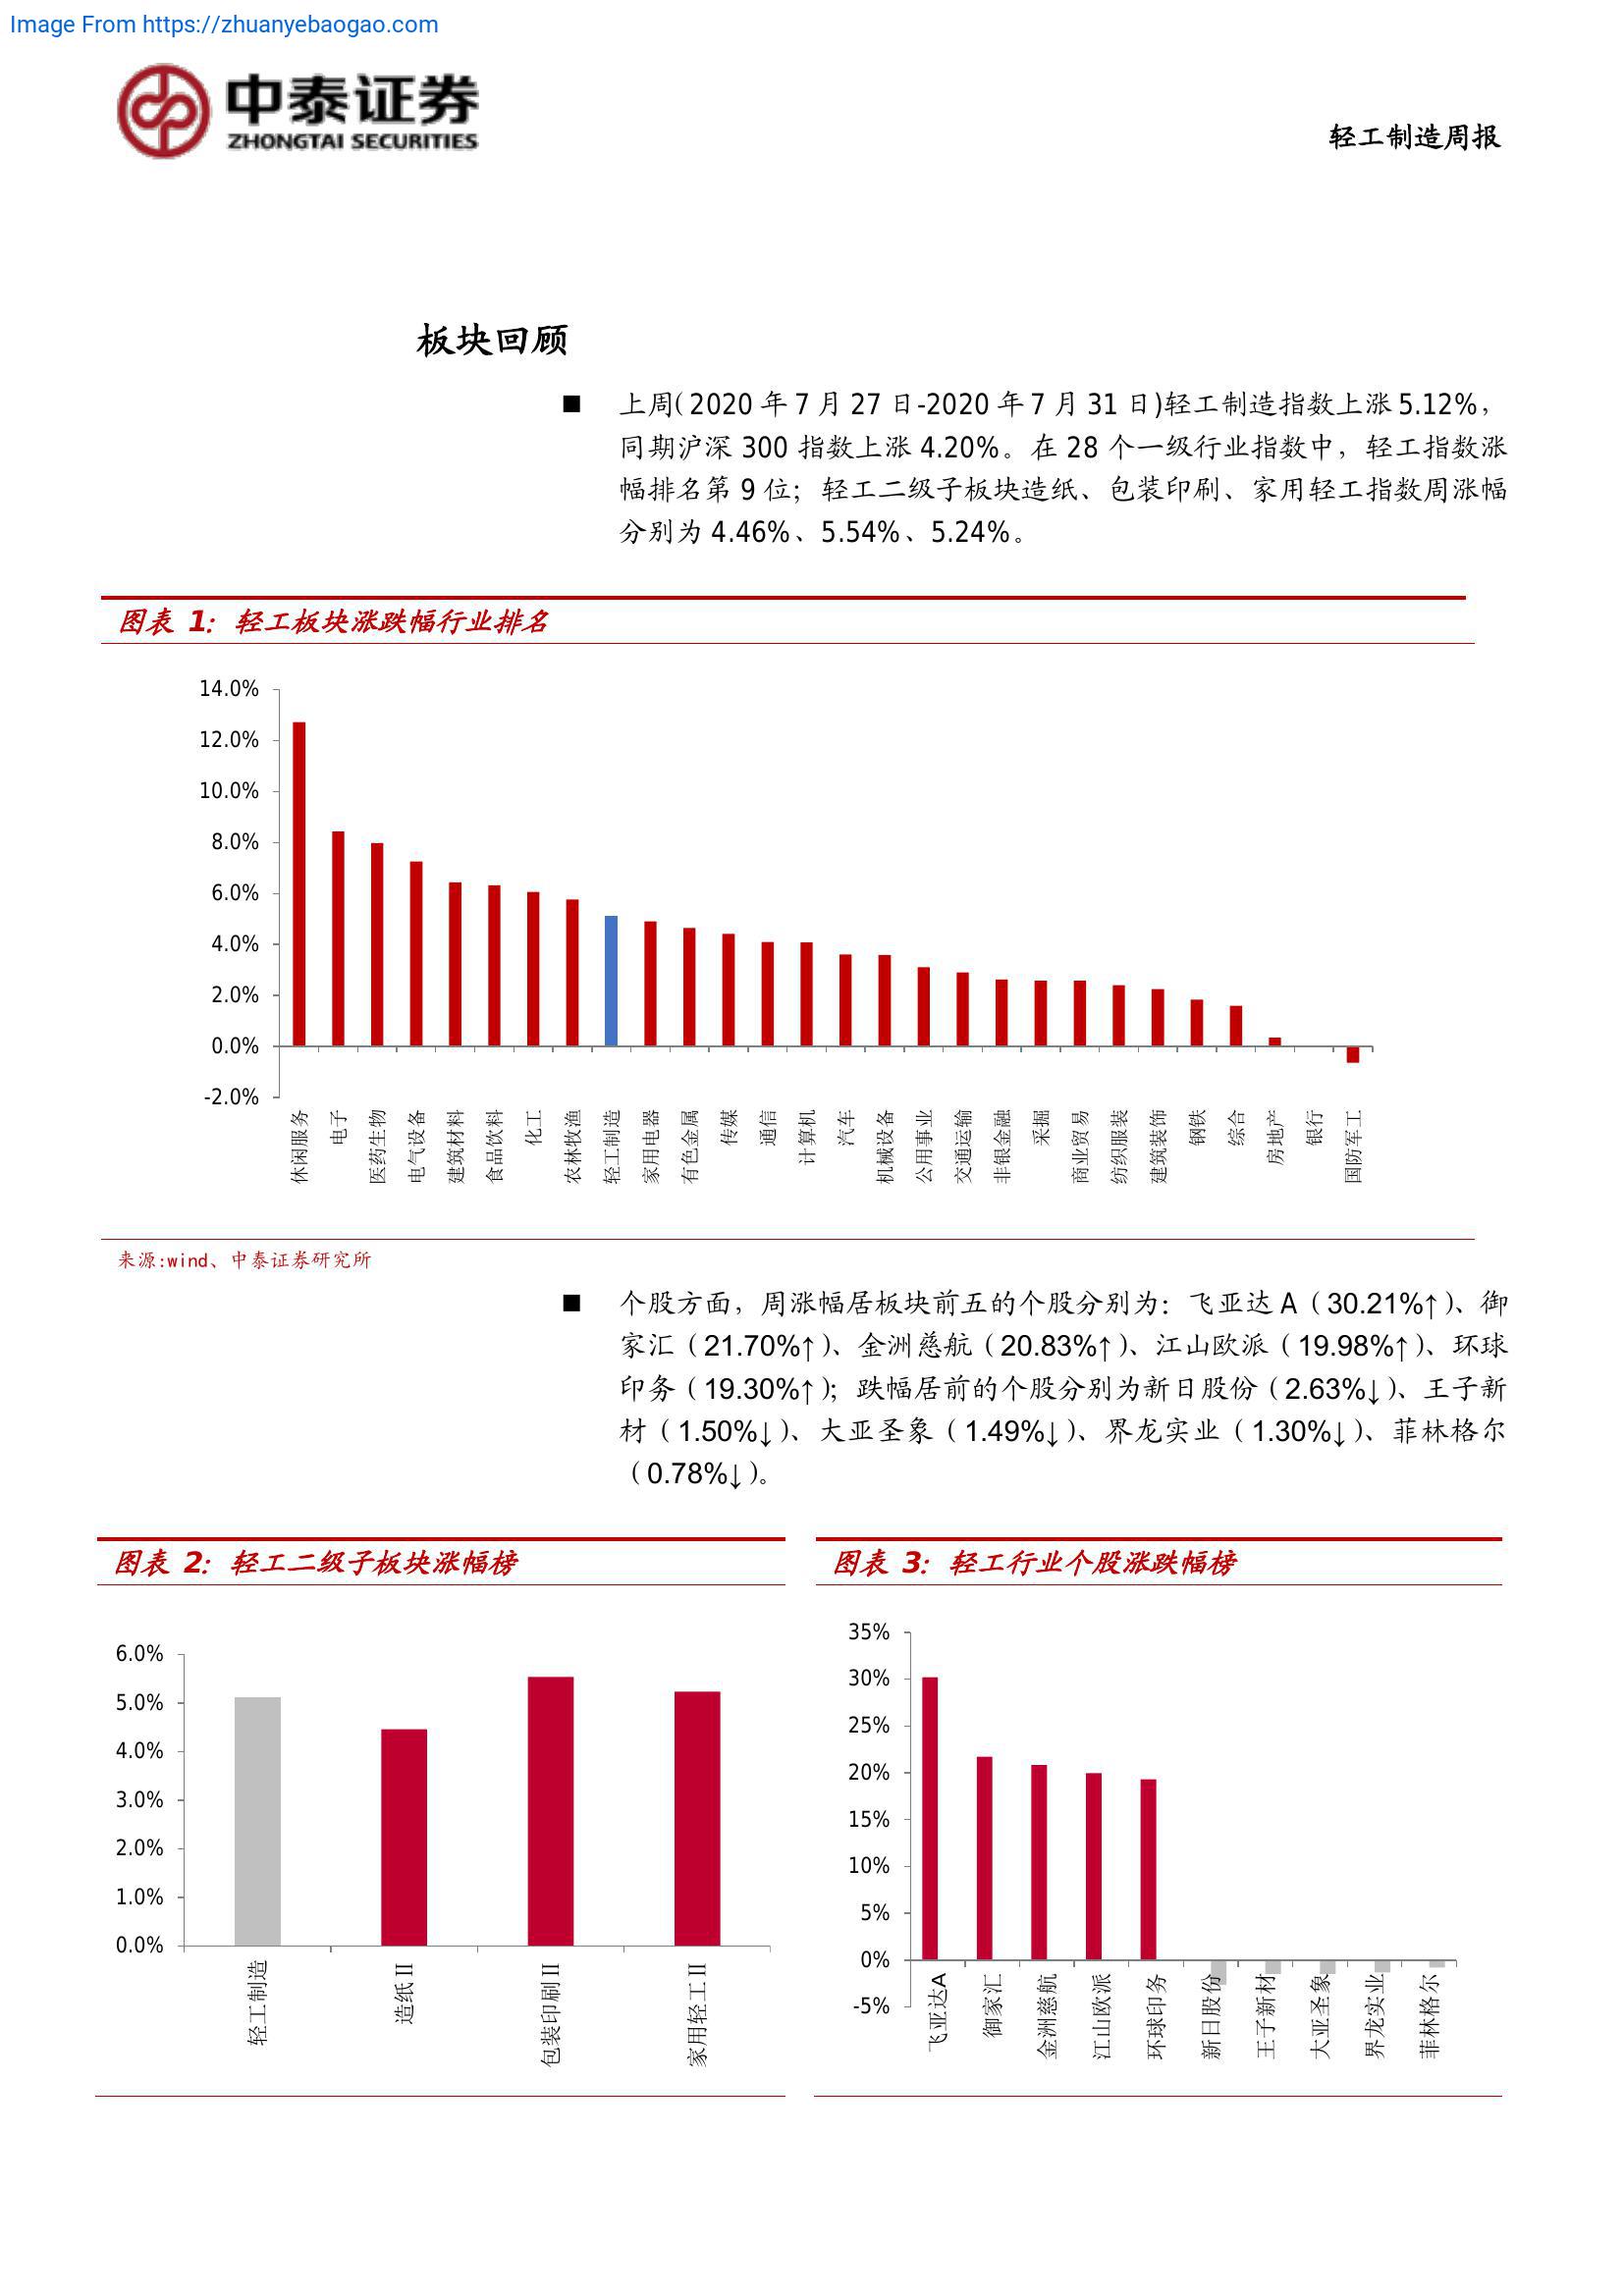 Image From https://zhuanyebaogao.com
中泰证券
ZHONGTAI SECURITIES
轻工制造周报
板块回顾
■ 上周(2020 年 7 月 27 日-2020 年 7 月 31 日)轻工制造指数上涨 5.12%，
同期沪深 300 指数上涨 4.20%。在 28 个一级行业指数中，轻工指数涨
幅排名第 9 位；轻工二级子板块造纸、包装印刷、家用轻工指数周涨幅
分别为 4.46%、5.54%、5.24%。
图表 1：轻工板块涨跌幅行业排名
14.0%
12.0%
10.0%
8.0%
6.0%
4.0%
2.0%
0.0%
-2.0%
休闲服务
电子
医药生物
电气设备
建筑材料
食品饮料
化工
农林牧渔
轻工制造
家用电器
有色金属
传媒
通信
计算机
汽车
机械设备
公用事业
交通运输
非银金融
采掘
商业贸易
纺织服装
建筑装饰
钢铁
综合
房地产
银行
国防军工
来源:wind、中泰证券研究所
■ 个股方面，周涨幅居板块前五的个股分别为：飞亚达 A（30.21%↑）、御
家汇（21.70%↑）、金洲慈航（20.83%↑）、江山欧派（19.98%↑）、环球
印务（19.30%↑）；跌幅居前的个股分别为新日股份（2.63%↓）、王子新
材（1.50%↓）、大亚圣象（1.49%↓）、界龙实业（1.30%↓）、菲林格尔
（0.78%↓）。
图表 2：轻工二级子板块涨幅榜
6.0%
5.0%
4.0%
3.0%
2.0%
1.0%
0.0%
轻工制造
造纸Ⅱ
包装印刷Ⅱ
家用轻工Ⅱ
图表 3：轻工行业个股涨跌幅榜
35%
30%
25%
20%
15%
10%
5%
0%
-5%
飞亚达A
御家汇
金洲慈航
江山欧派
环球印务
新日股份
王子新材
大亚圣象
界龙实业
菲林格尔